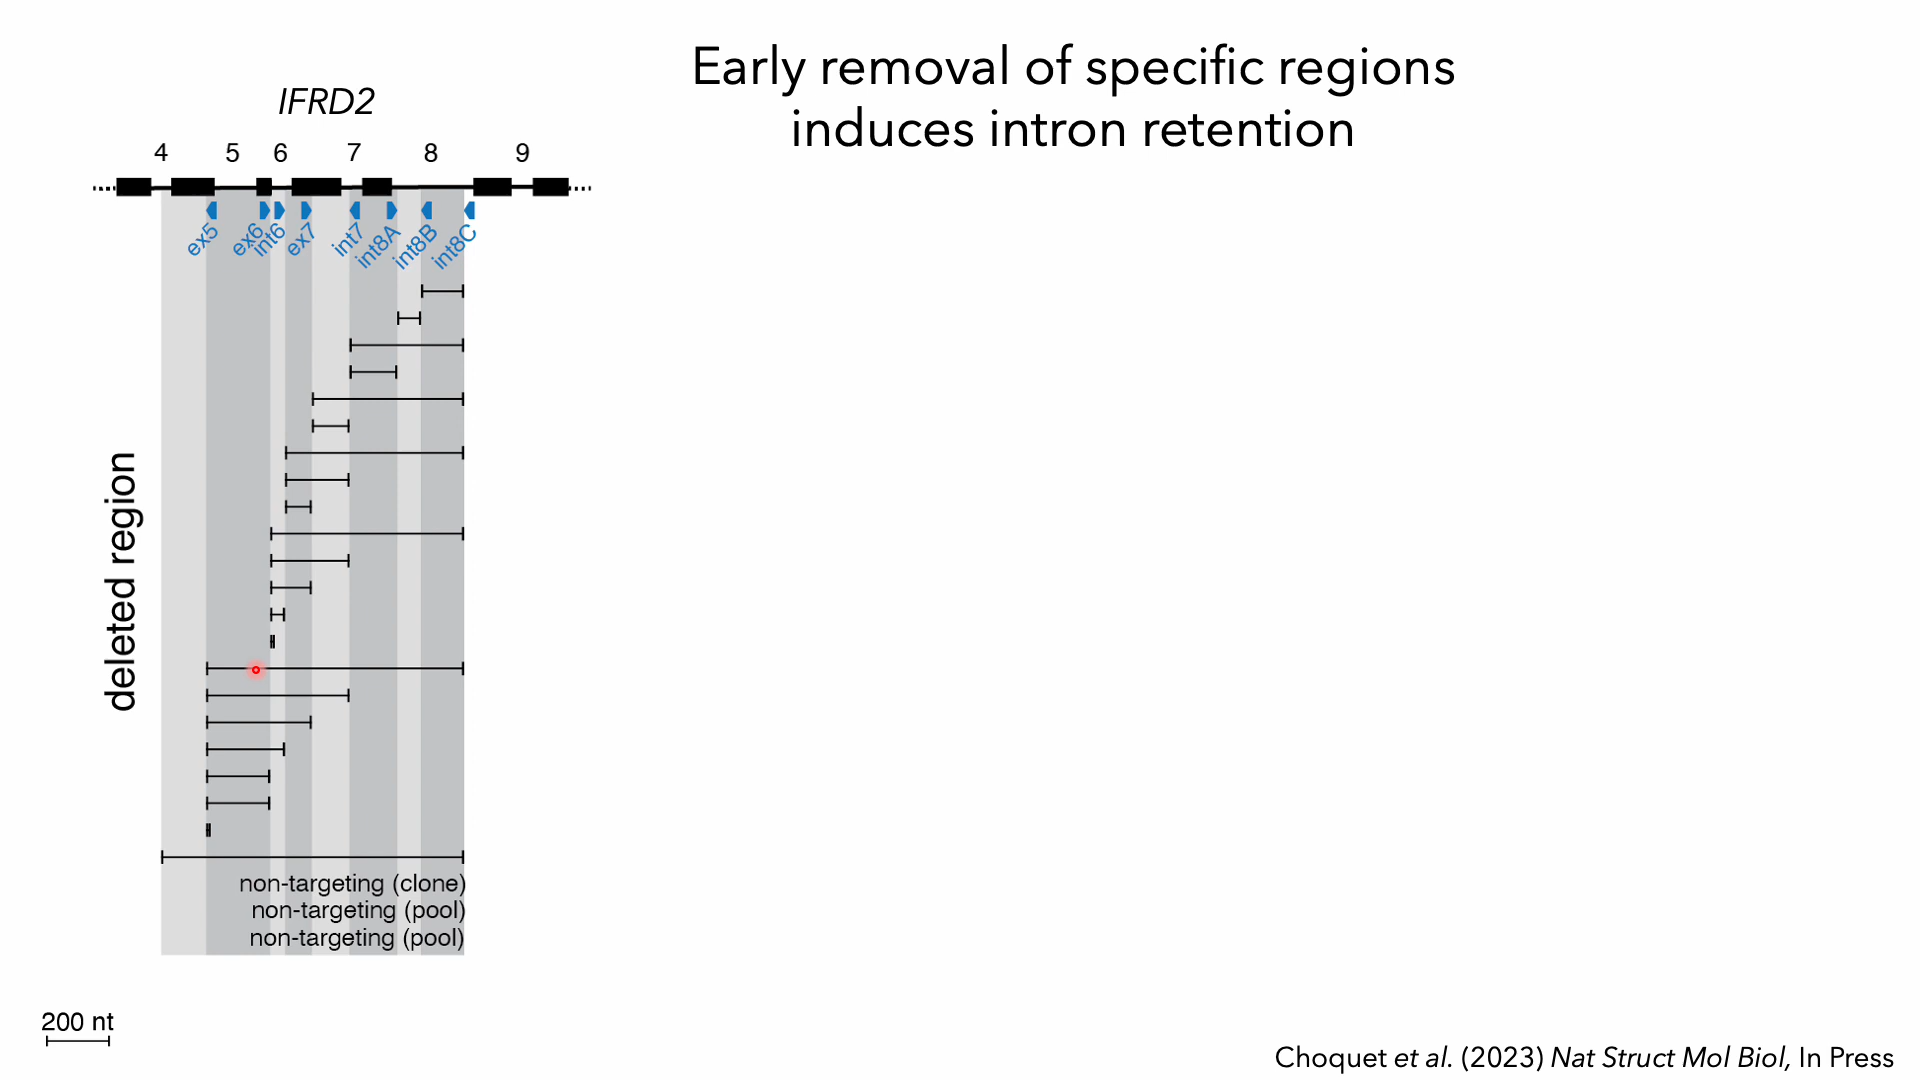 Early removal of specific regions
induces intron retention
IFRD2
4 5 6 7 8 9
ex5 ex6 int6 ex7 int7 int8A int8B int8C
deleted region
non-targeting (clone)
non-targeting (pool)
non-targeting (pool)
200 nt
Choquet et al. (2023) Nat Struct Mol Biol, In Press